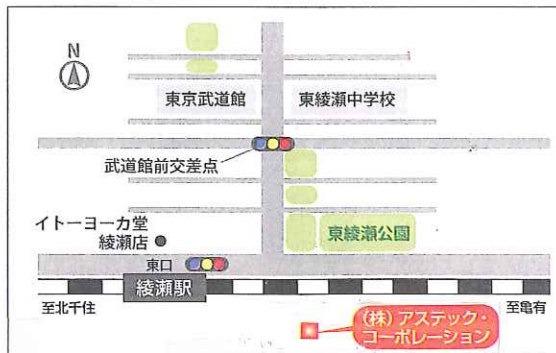 N
東京武道館
東綾瀬中学校
武道館前交差点
イトーヨーカ堂
綾瀬店
東綾瀬公園
東口
綾瀬駅
至北千住
至亀有
(株)アステック・
コーポレーション